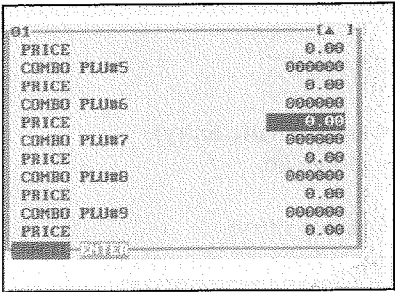 01 [▲ ]
PRICE 0.00
COMBO PLU#5 000000
PRICE 0.00
COMBO PLU#6 000000
PRICE 0.00
COMBO PLU#7 000000
PRICE 0.00
COMBO PLU#8 000000
PRICE 0.00
COMBO PLU#9 000000
PRICE 0.00
ENTER